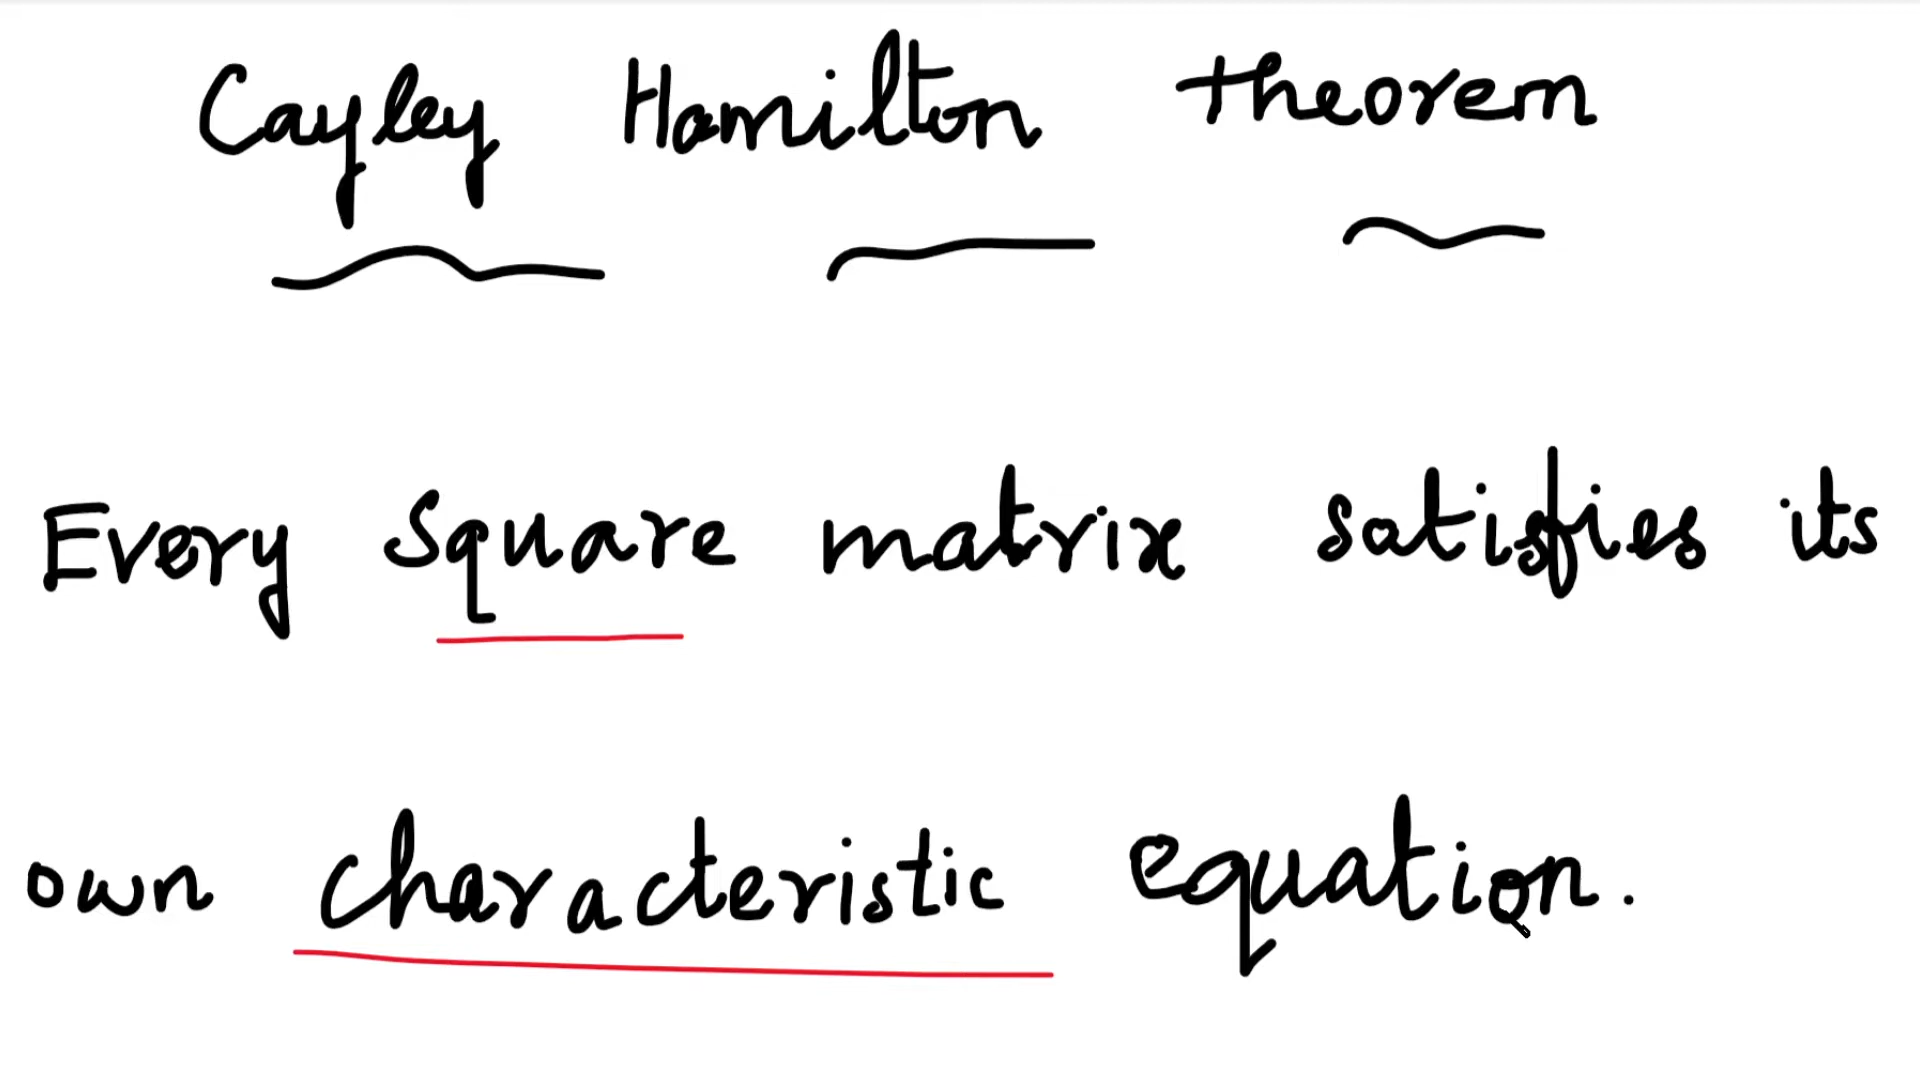 Cayley Hamilton theorem
Every square matrix satisfies its
own characteristic equation.